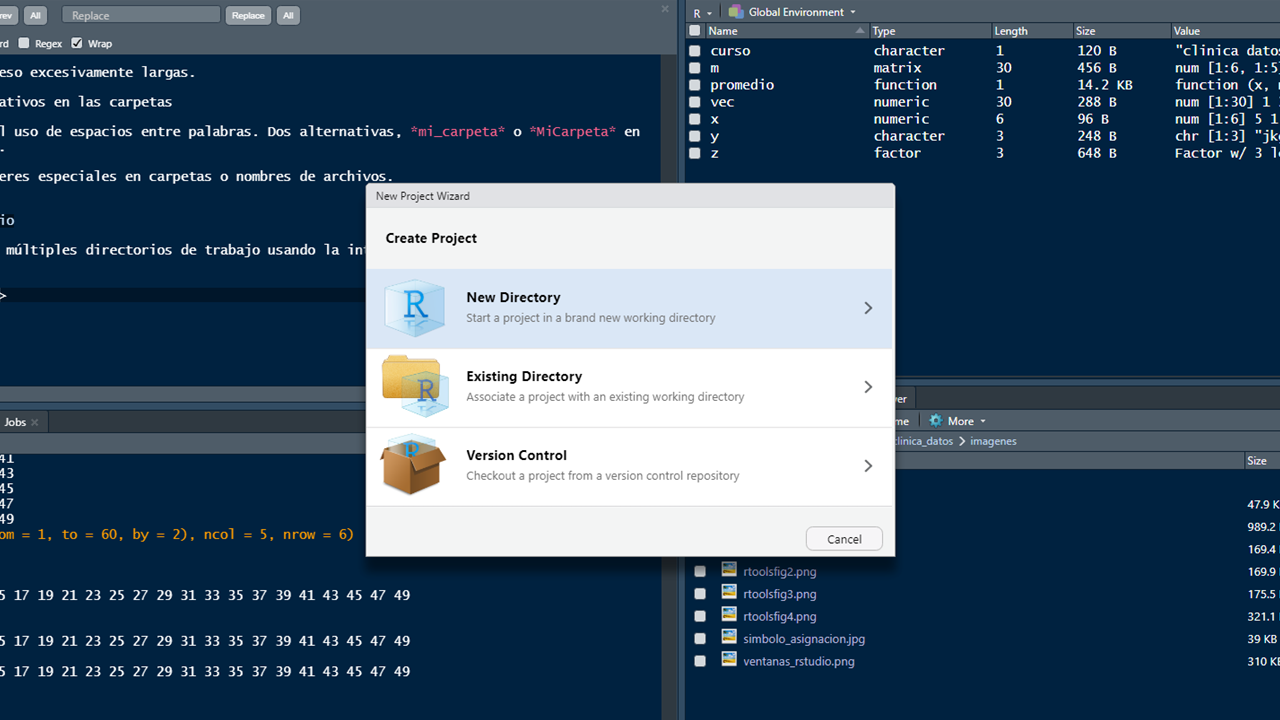 All
Replace
Replace
All
Regex
Wrap
eso excesivamente largas.
ativos en las carpetas
l uso de espacios entre palabras. Dos alternativas, *mi_carpeta* o *MiCarpeta* en
eres especiales en carpetas o nombres de archivos.
io
múltiples directorios de trabajo usando la in
>
R
Global Environment
Name Type Length Size Value
curso character 1 120 B "clinica datos
m matrix 30 456 B num [1:6, 1:5]
promedio function 1 14.2 KB function (x,
vec numeric 30 288 B num [1:30] 1
x numeric 6 96 B num [1:6] 5 1
y character 3 248 B chr [1:3] "jk
z factor 3 648 B Factor w/ 3 l
New Project Wizard
Create Project
R
New Directory
Start a project in a brand new working directory
R
Existing Directory
Associate a project with an existing working directory
Version Control
Checkout a project from a version control repository
Cancel
Jobs
41
43
45
47
49
om = 1, to = 60, by = 2), ncol = 5, nrow = 6)
5 17 19 21 23 25 27 29 31 33 35 37 39 41 43 45 47 49
5 17 19 21 23 25 27 29 31 33 35 37 39 41 43 45 47 49
5 17 19 21 23 25 27 29 31 33 35 37 39 41 43 45 47 49
wer
me More
clinica_datos > imagenes
Size
47.9 K
989.2
169.4
rtoolsfig2.png 169.9
rtoolsfig3.png 175.5
rtoolsfig4.png 321.1
simbolo_asignacion.jpg 39 KB
ventanas_rstudio.png 310 KB